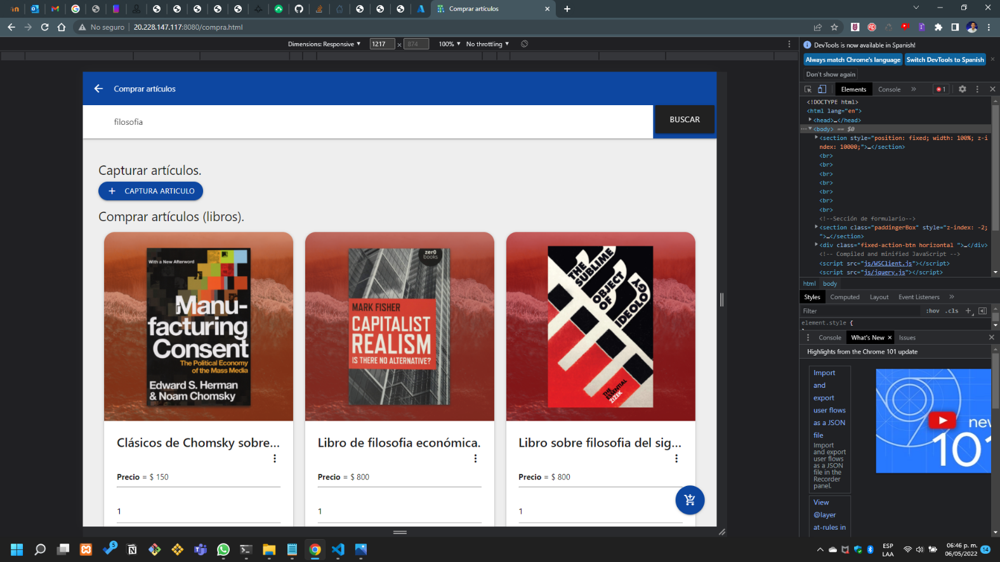 Comprar artículos
No seguro
20.228.147.117:8080/compra.html
Dimensions: Responsive
1217
×
874
100%
No throttling
Comprar artículos
filosofia
BUSCAR
Capturar artículos.
+ CAPTURA ARTICULO
Comprar artículos (libros).
With a New Afterword
Manu-
facturing
Consent
The Political Economy
of the Mass Media
Edward S. Herman
& Noam Chomsky
zer0
books
MARK FISHER
CAPITALIST
REALISM
IS THERE NO ALTERNATIVE?
THE
SUBLIME
OBJECT
OF
IDEOLOGY
THE
ESSENTIAL
ZIZEK
Clásicos de Chomsky sobre...
Precio = $ 150
1
Libro de filosofia económica.
Precio = $ 800
1
Libro sobre filosofia del sig...
Precio = $ 800
1
DevTools is now available in Spanish!
Always match Chrome's language
Switch DevTools to Spanish
Don't show again
Elements
Console
1
<!DOCTYPE html>
<html lang="en">
<head>…</head>
<body> == $0
<section style="position: fixed; width: 100%; z-i
ndex: 10000;">…</section>
<br>
<br>
<br>
<br>
<br>
<br>
<br>
<!--Sección de formulario-->
<section class="paddingerBox" style="z-index: -2;
">…</section>
<div class="fixed-action-btn horizontal ">…</div>
<!-- Compiled and minified JavaScript -->
<script src="js/WSClient.js"></script>
<script src="js/jquery.js"></script>
html
body
Styles
Computed
Layout
Event Listeners
Filter
:hov
.cls
element.style {
Console
What's New
Issues
Highlights from the Chrome 101 update
Import
and
export
user flows
as a JSON
file
Import
and export
user flows
as a JSON
file in the
Recorder
panel.
View
@layer
at-rules in
new
101
5
ESP
LAA
06:46 p. m.
06/05/2022
14